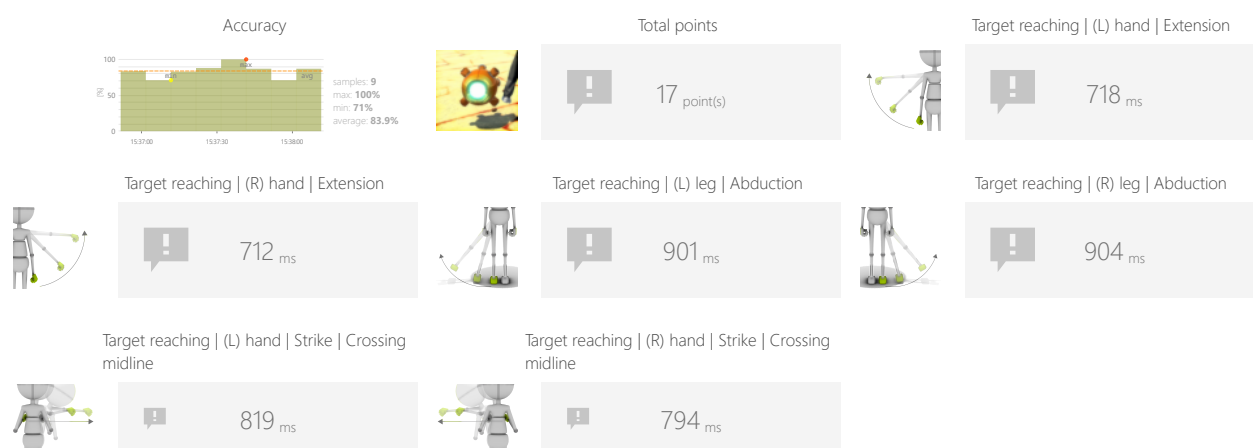 Accuracy
100
50
0
[%]
min
max
avg
15:37:00
15:37:30
15:38:00
samples: 9
max: 100%
min: 71%
average: 83.9%
Total points
17 point(s)
Target reaching | (L) hand | Extension
718 ms
Target reaching | (R) hand | Extension
712 ms
Target reaching | (L) leg | Abduction
901 ms
Target reaching | (R) leg | Abduction
904 ms
Target reaching | (L) hand | Strike | Crossing
midline
819 ms
Target reaching | (R) hand | Strike | Crossing
midline
794 ms